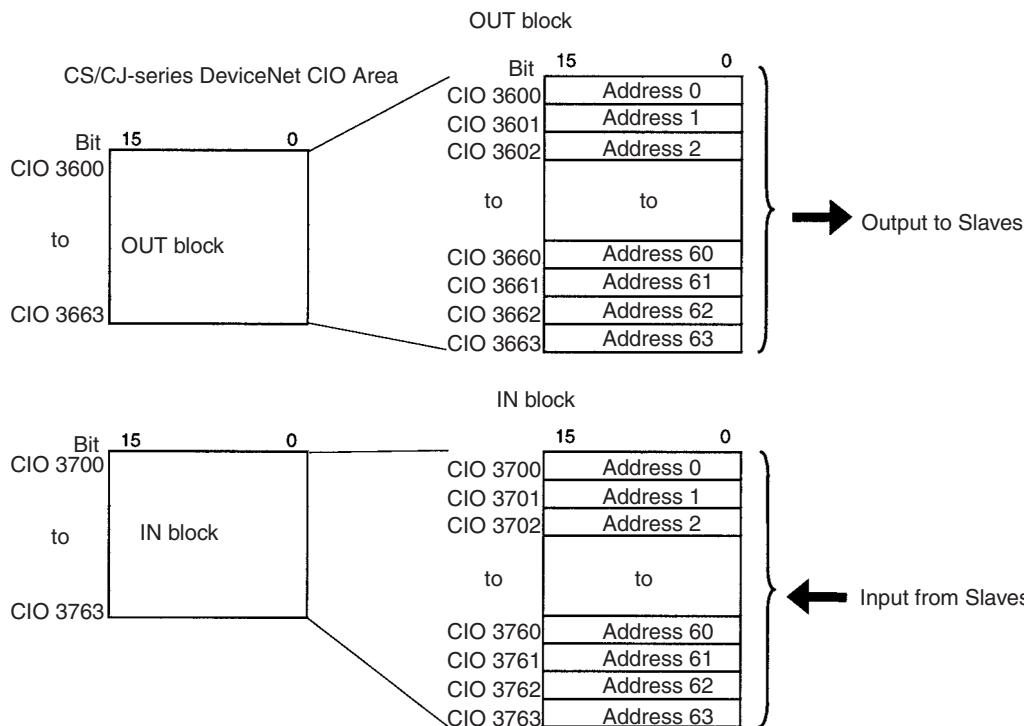 OUT block
CS/CJ-series DeviceNet CIO Area
Bit 15 0
CIO 3600
to
OUT block
CIO 3663
Bit 15 0
CIO 3600 Address 0
CIO 3601 Address 1
CIO 3602 Address 2
to to
CIO 3660 Address 60
CIO 3661 Address 61
CIO 3662 Address 62
CIO 3663 Address 63
Output to Slaves
IN block
Bit 15 0
CIO 3700
to
IN block
CIO 3763
15 0
CIO 3700 Address 0
CIO 3701 Address 1
CIO 3702 Address 2
to to
CIO 3760 Address 60
CIO 3761 Address 61
CIO 3762 Address 62
CIO 3763 Address 63
Input from Slaves